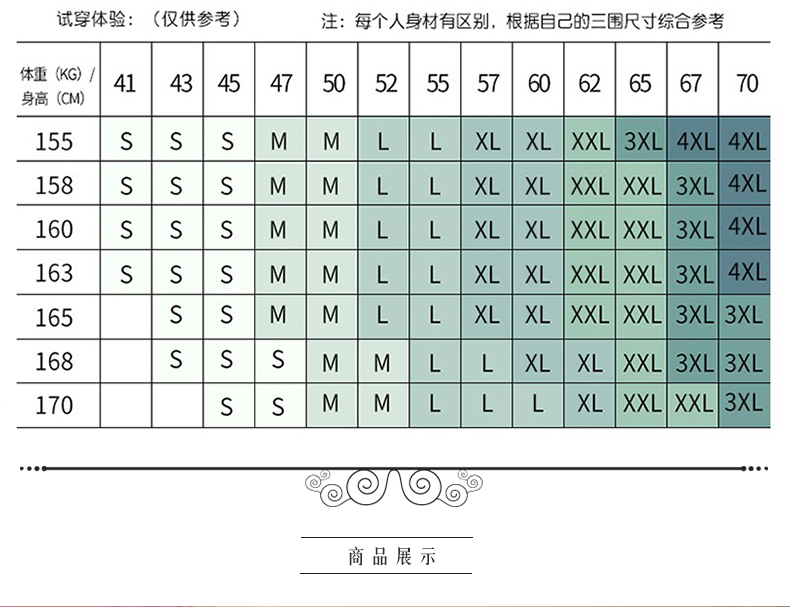 试穿体验：（仅供参考） 注：每个人身材有区别，根据自己的三围尺寸综合参考
体重（KG）/
身高（CM） 41 43 45 47 50 52 55 57 60 62 65 67 70
155 S S S M M L L XL XL XXL 3XL 4XL 4XL
158 S S S M M L L XL XL XXL XXL 3XL 4XL
160 S S S M M L L XL XL XXL XXL 3XL 4XL
163 S S S M M L L XL XL XXL XXL 3XL 4XL
165 S S M M L L XL XL XXL XXL 3XL 3XL
168 S S S M M L L XL XL XXL 3XL 3XL
170 S S M M L L L XL XXL XXL 3XL
商品展示